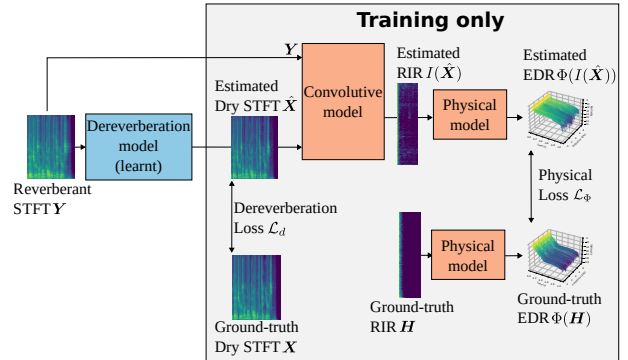 Training only
Y
Estimated
Dry STFT X̂
Convolutive
model
Estimated
RIR I(X̂)
Physical
model
Estimated
EDR Φ(I(X̂))
Dereverberation
model
(learnt)
Reverberant
STFT Y
Dereverberation
Loss ℒd
Physical
Loss ℒΦ
Physical
model
Ground-truth
Dry STFT X
Ground-truth
RIR H
Ground-truth
EDR Φ(H)